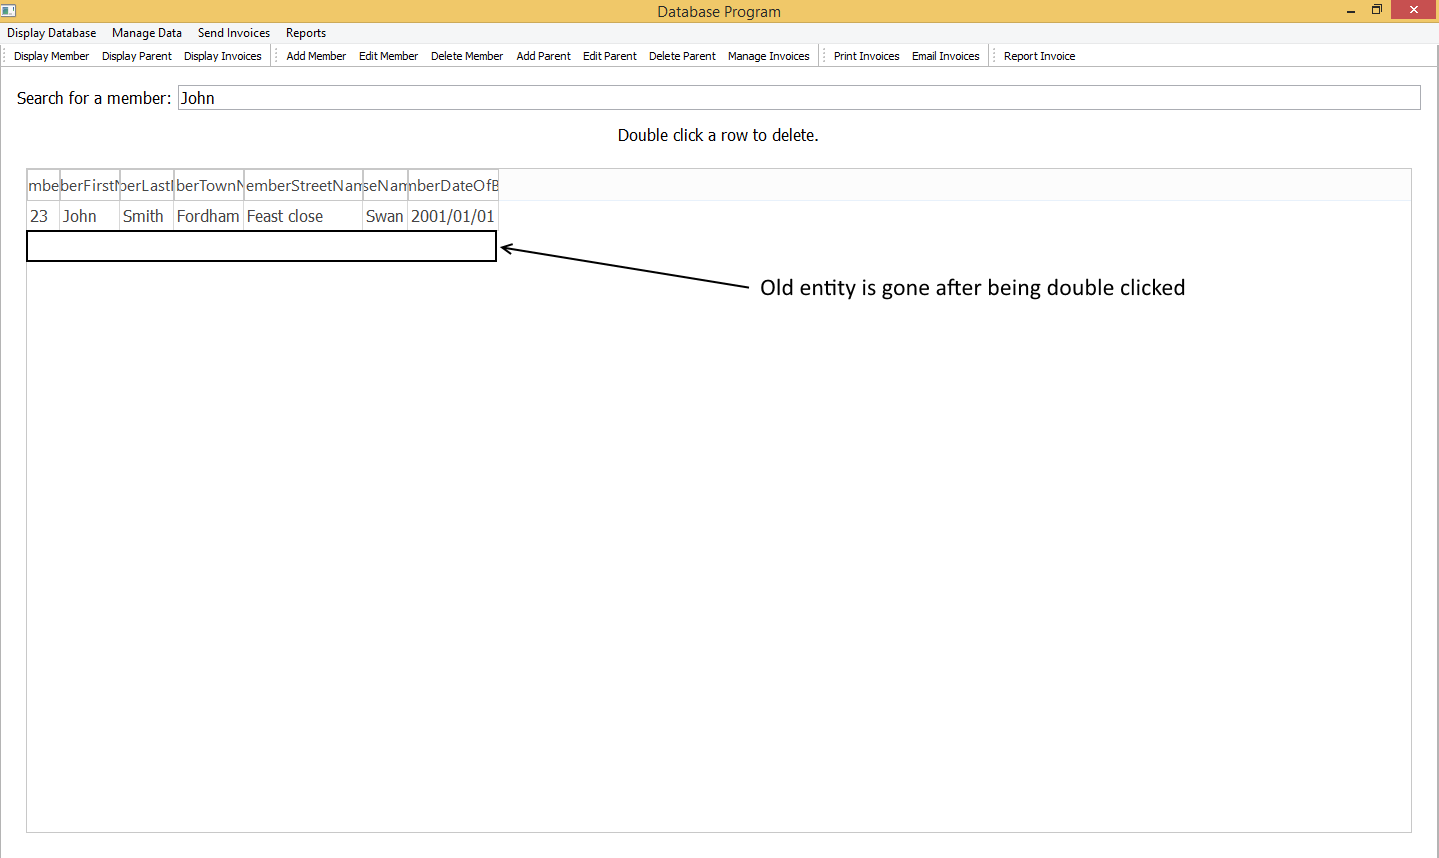 Database Program
Display Database Manage Data Send Invoices Reports
Display Member Display Parent Display Invoices Add Member Edit Member Delete Member Add Parent Edit Parent Delete Parent Manage Invoices Print Invoices Email Invoices Report Invoice
Search for a member: John
Double click a row to delete.
mbe berFirstN berLastI berTownN emberStreetNam seNam mberDateOfB
23 John Smith Fordham Feast close Swan 2001/01/01
Old entity is gone after being double clicked